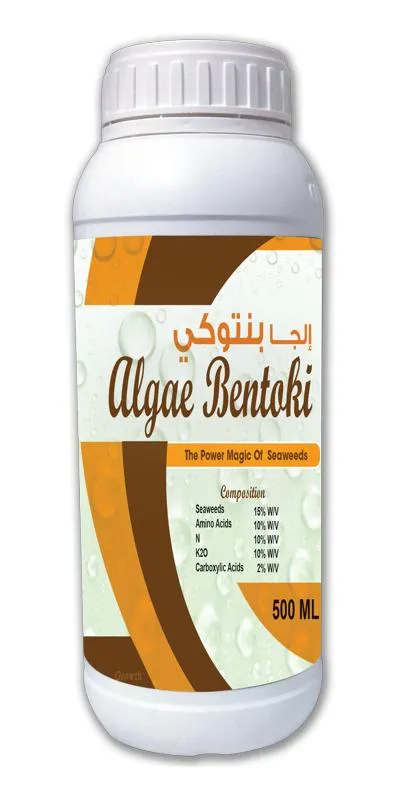 إلجا بنتوكي
Algae Bentoki
The Power Magic Of Seaweeds
Composition
Seaweeds 15% W/V
Amino Acids 10% W/V
N 10% W/V
K2O 10% W/V
Carboxylic Acids 2% W/V
500 ML
Growth